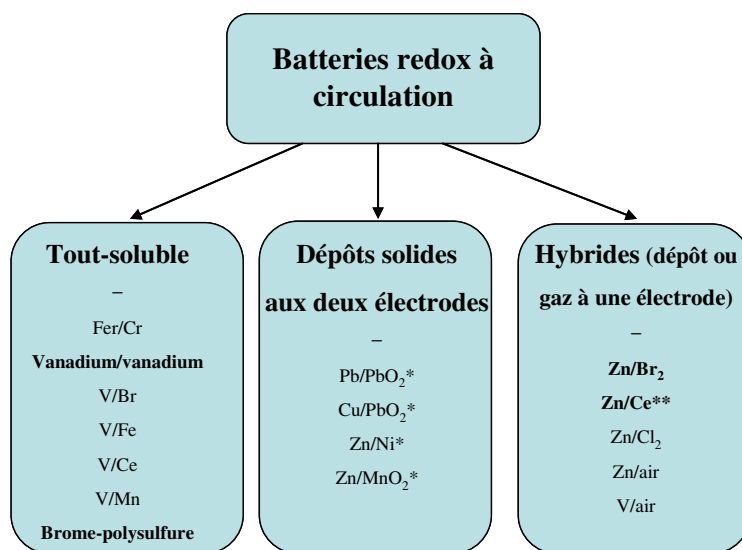 Batteries redox à
circulation
Tout-soluble
–
Fer/Cr
Vanadium/vanadium
V/Br
V/Fe
V/Ce
V/Mn
Brome-polysulfure
Dépôts solides
aux deux électrodes
–
Pb/PbO₂*
Cu/PbO₂*
Zn/Ni*
Zn/MnO₂*
Hybrides (dépôt ou
gaz à une électrode)
–
Zn/Br₂
Zn/Ce**
Zn/Cl₂
Zn/air
V/air